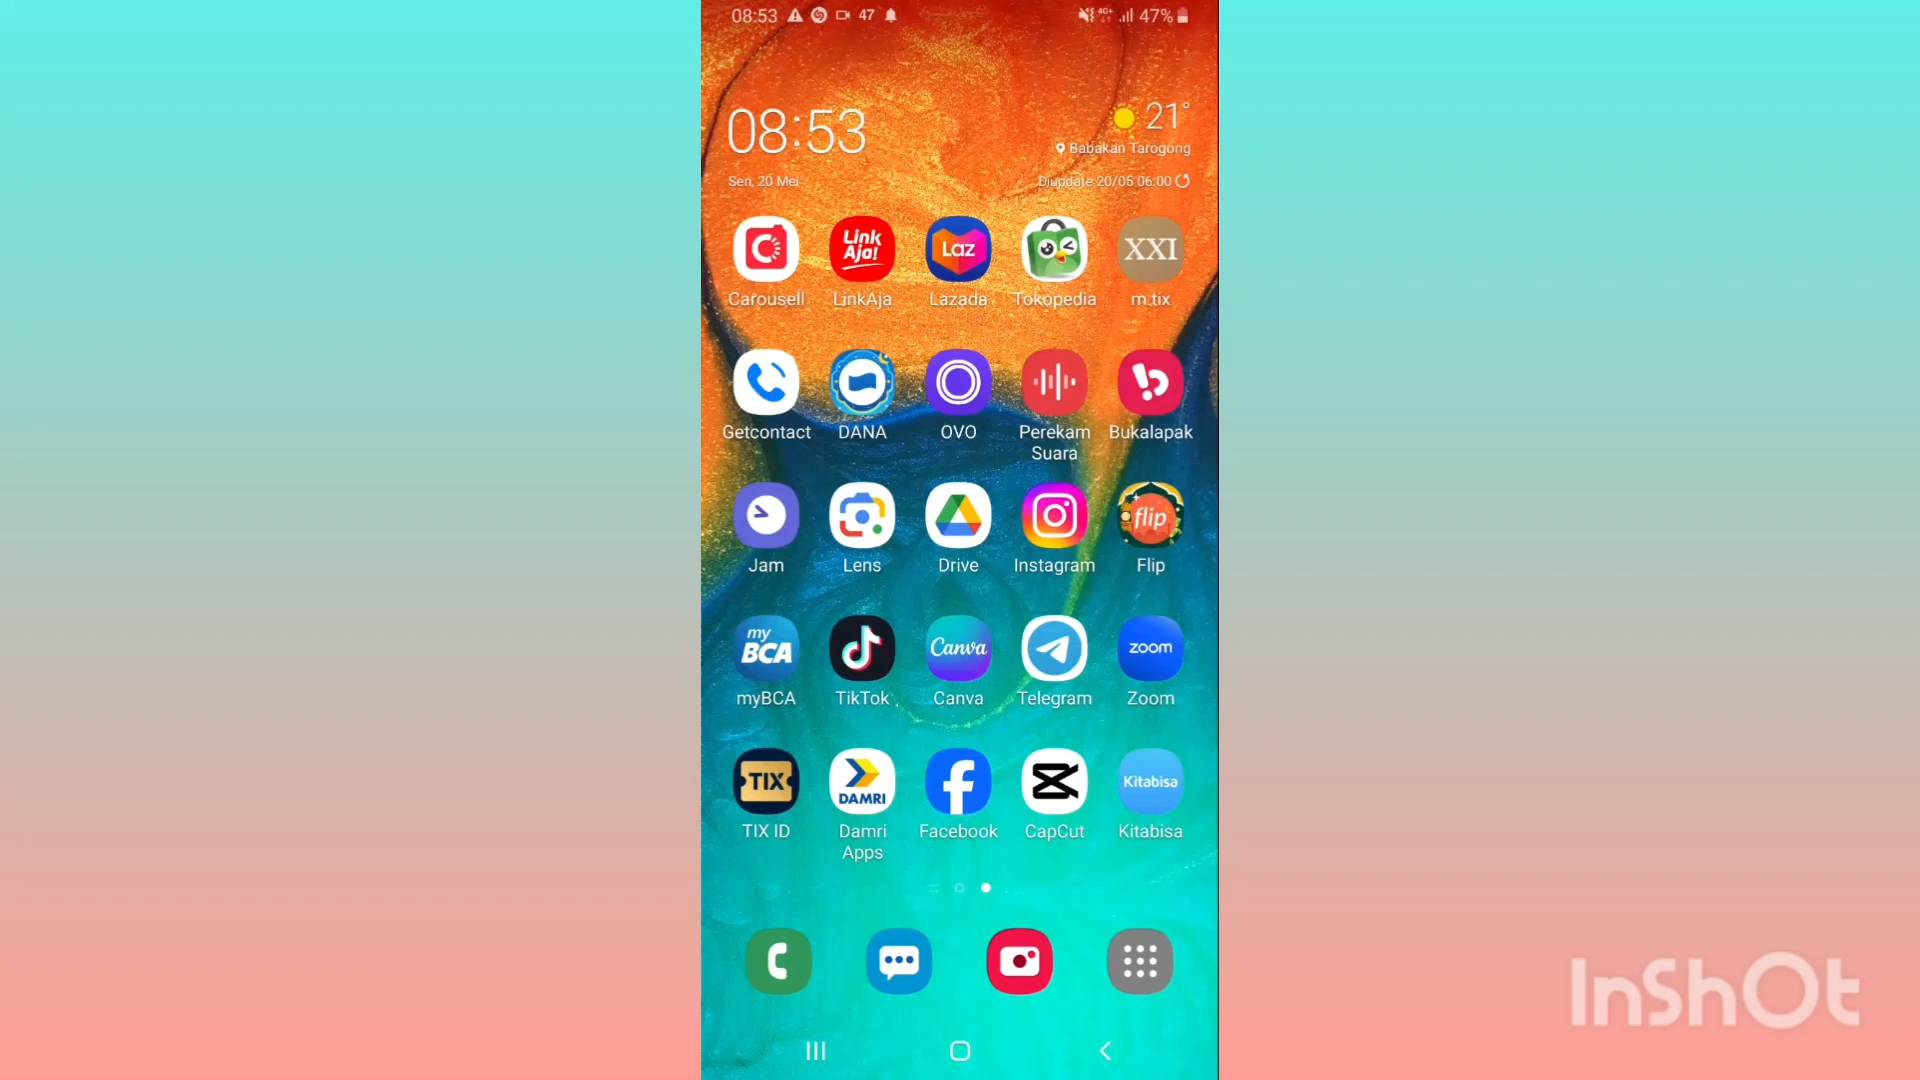 08:53 47 4G+ 47%
08:53
21°
Babakan Tarogong
Sen, 20 Mei
Diupdate 20/05 06:00
Link Aja! Laz XXI
Carousell LinkAja Lazada Tokopedia m.tix
Getcontact DANA OVO Perekam Suara Bukalapak
flip
Jam Lens Drive Instagram Flip
my BCA Canva zoom
myBCA TikTok Canva Telegram Zoom
TIX DAMRI Kitabisa
TIX ID Damri Apps Facebook CapCut Kitabisa
InShOt